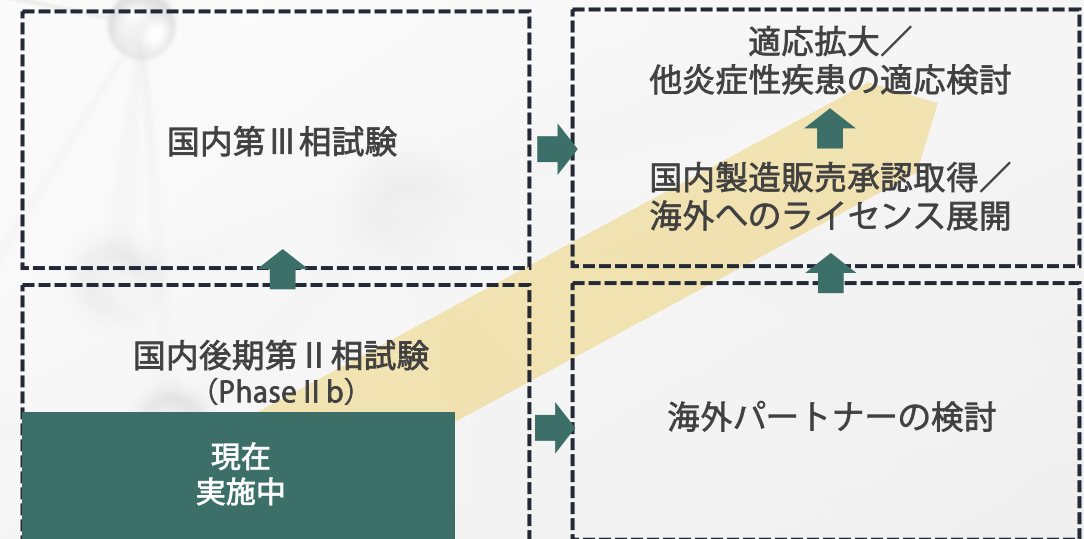 国内第Ⅲ相試験
適応拡大／
他炎症性疾患の適応検討
国内製造販売承認取得／
海外へのライセンス展開
国内後期第Ⅱ相試験
（PhaseⅡb）
現在
実施中
海外パートナーの検討